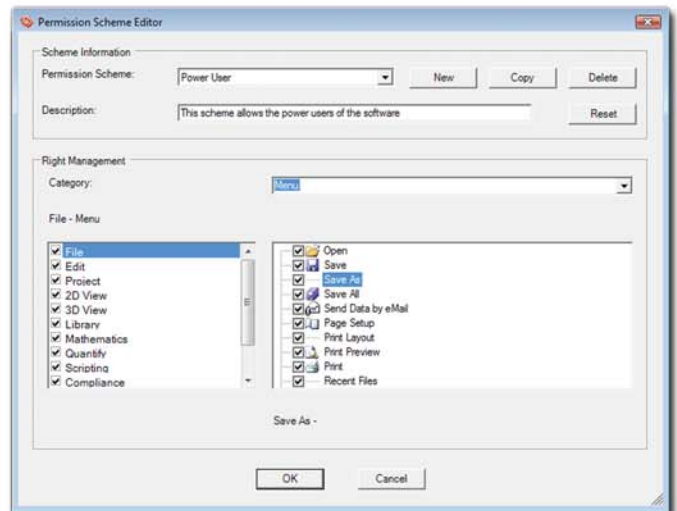 Permission Scheme Editor
Scheme Information
Permission Scheme: Power User New Copy Delete
Description: This scheme allows the power users of the software Reset
Right Management
Category: Menu
File - Menu
File
Edit
Project
2D View
3D View
Library
Mathematics
Quantify
Scripting
Compliance
Open
Save
Save As
Save All
Send Data by eMail
Page Setup
Print Layout
Print Preview
Print
Recent Files
Save As -
OK Cancel